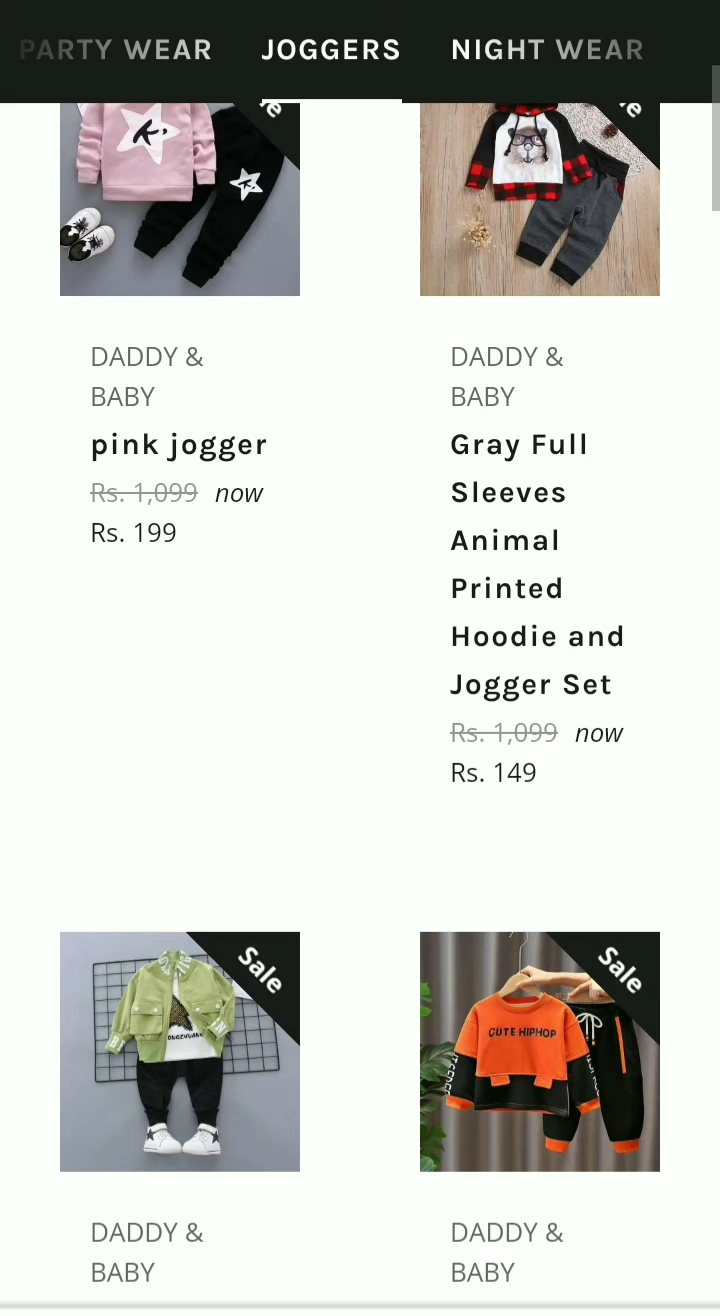 PARTY WEAR
JOGGERS
NIGHT WEAR
K
K
DADDY &
BABY
pink jogger
Rs. 1,099 now
Rs. 199
DADDY &
BABY
Gray Full
Sleeves
Animal
Printed
Hoodie and
Jogger Set
Rs. 1,099 now
Rs. 149
Sale
Sale
CUTE HIPHOP
DADDY &
BABY
DADDY &
BABY